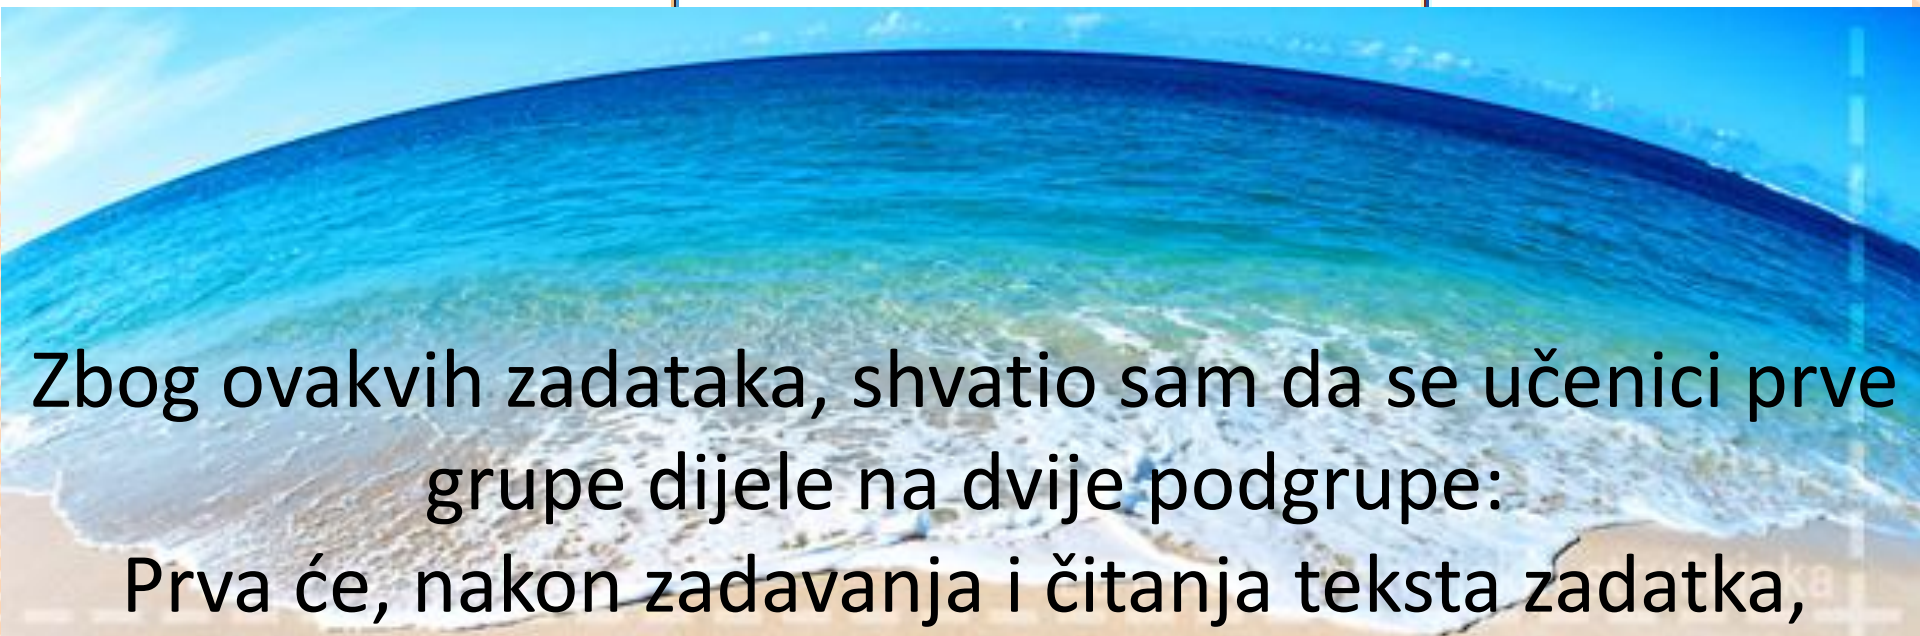 Zbog ovakvih zadataka, shvatio sam da se učenici prve
grupe dijele na dvije podgrupe:
Prva će, nakon zadavanja i čitanja teksta zadatka,